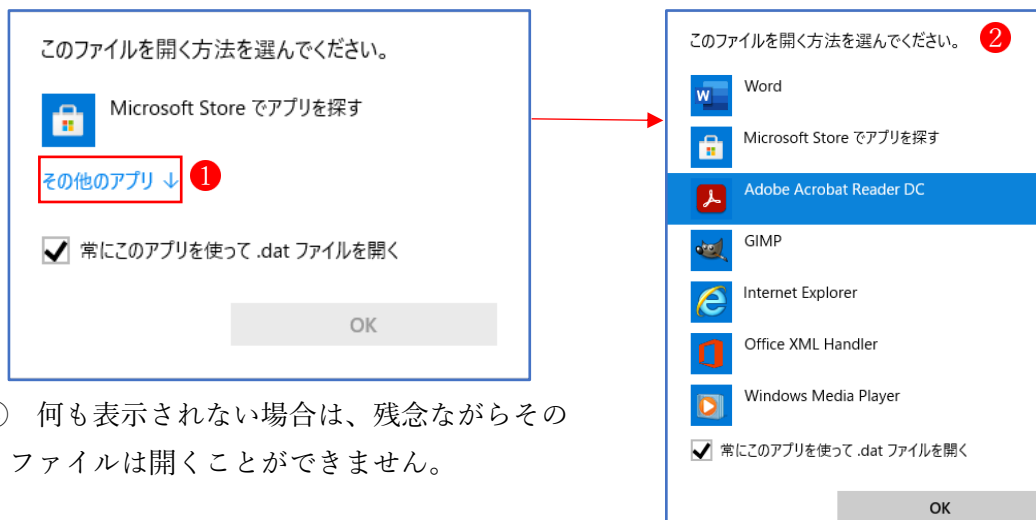 このファイルを開く方法を選んでください。
Microsoft Store でアプリを探す
その他のアプリ ↓ 1
常にこのアプリを使って .dat ファイルを開く
OK
何も表示されない場合は、残念ながらその
ファイルは開くことができません。
このファイルを開く方法を選んでください。 2
Word
Microsoft Store でアプリを探す
Adobe Acrobat Reader DC
GIMP
Internet Explorer
Office XML Handler
Windows Media Player
常にこのアプリを使って .dat ファイルを開く
OK